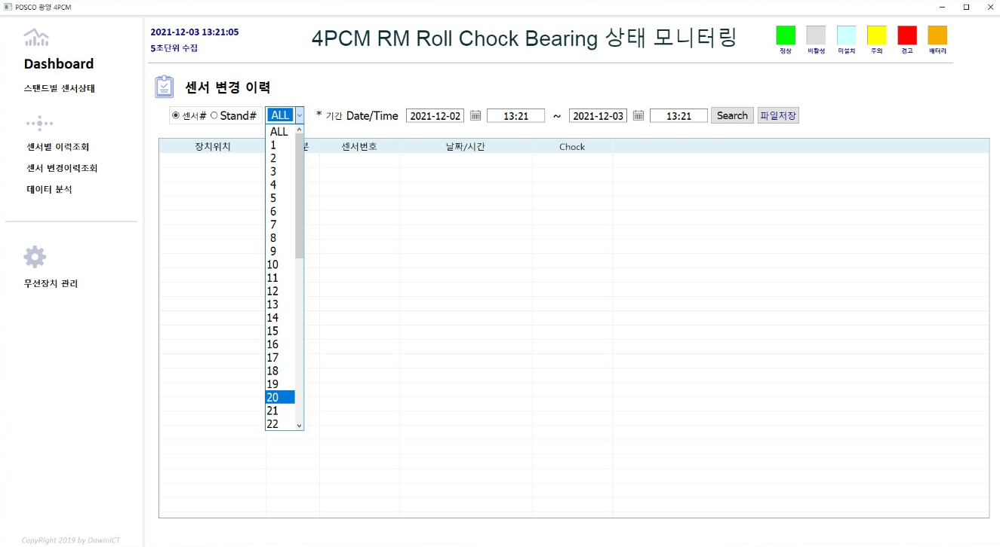 POSCO 광양 4PCM
Dashboard
스탠드별 센서상태
센서별 이력조회
센서 변경이력조회
데이터 분석
무선장치 관리
CopyRight 2019 by DawinICT
2021-12-03 13:21:05
5초단위 수집
4PCM RM Roll Chock Bearing 상태 모니터링
정상 비활성 미설치 주의 경고 배터리
센서 변경 이력
센서# Stand# ALL * 기간 Date/Time 2021-12-02 13:21 ~ 2021-12-03 13:21 Search 파일저장
장치위치 분 센서번호 날짜/시간 Chock
ALL
1
2
3
4
5
6
7
8
9
10
11
12
13
14
15
16
17
18
19
20
21
22